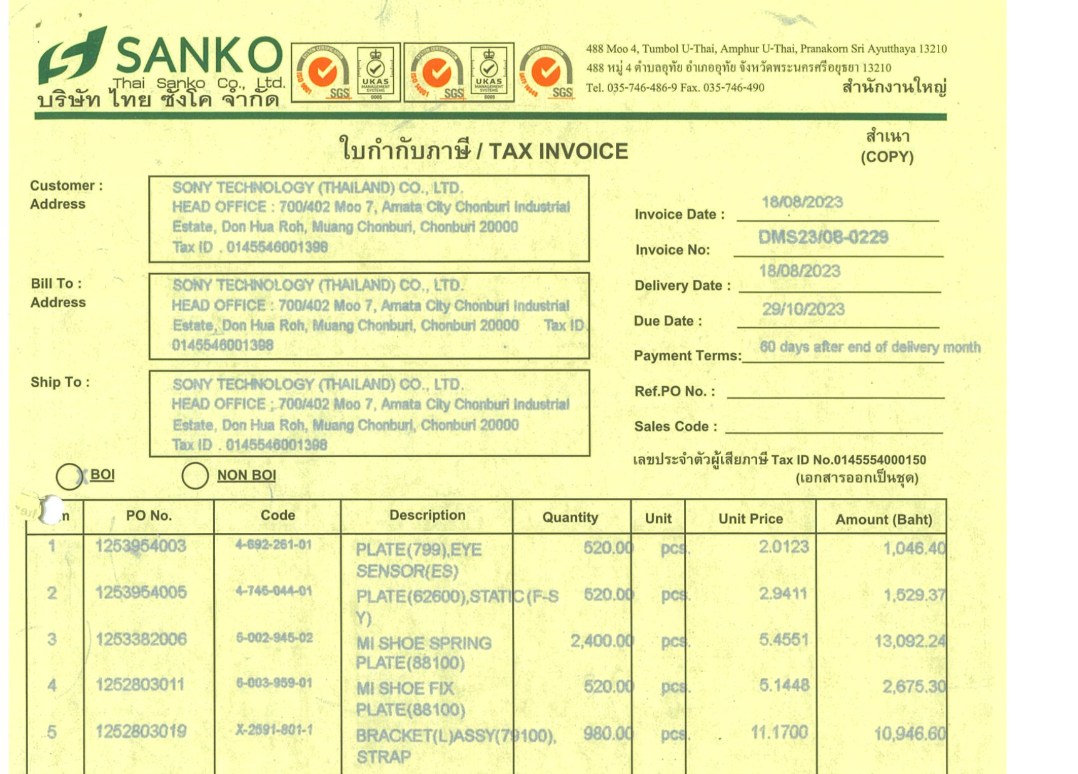 SANKO
Thai Sanko Co., Ltd.
บริษัท ไทย ซังโค จำกัด
SGS UKAS MANAGEMENT SYSTEMS SGS UKAS MANAGEMENT SYSTEMS SGS
488 Moo 4, Tumbol U-Thai, Amphur U-Thai, Pranakorn Sri Ayutthaya 13210
488 หมู่ 4 ตำบลอุทัย อำเภออุทัย จังหวัดพระนครศรีอยุธยา 13210
Tel. 035-746-486-9 Fax. 035-746-490
สำนักงานใหญ่
ใบกำกับภาษี / TAX INVOICE
สำเนา
(COPY)
Customer :
Address
SONY TECHNOLOGY (THAILAND) CO., LTD.
HEAD OFFICE : 700/402 Moo 7, Amata City Chonburi Industrial
Estate, Don Hua Roh, Muang Chonburi, Chonburi 20000
Tax ID . 0145546001398
Bill To :
Address
SONY TECHNOLOGY (THAILAND) CO., LTD.
HEAD OFFICE : 700/402 Moo 7, Amata City Chonburi Industrial
Estate, Don Hua Roh, Muang Chonburi, Chonburi 20000 Tax ID.
0145546001398
Ship To :
SONY TECHNOLOGY (THAILAND) CO., LTD.
HEAD OFFICE : 700/402 Moo 7, Amata City Chonburi Industrial
Estate, Don Hua Roh, Muang Chonburi, Chonburi 20000
Tax ID . 0145546001398
Invoice Date : 18/08/2023
Invoice No: DMS23/08-0229
Delivery Date : 18/08/2023
Due Date : 29/10/2023
Payment Terms: 60 days after end of delivery month
Ref.PO No. :
Sales Code :
เลขประจำตัวผู้เสียภาษี Tax ID No.0145554000150
(เอกสารออกเป็นชุด)
X BOI NON BOI
PO No. Code Description Quantity Unit Unit Price Amount (Baht)
1 1253954003 4-692-261-01 PLATE(799),EYE 520.00 pcs. 2.0123 1,046.40
SENSOR(ES)
2 1253954005 4-746-044-01 PLATE(62600),STATIC(F-S 520.00 pcs. 2.9411 1,529.37
Y)
3 1253382006 5-002-945-02 MI SHOE SPRING 2,400.00 pcs. 5.4551 13,092.24
PLATE(88100)
4 1252803011 5-003-959-01 MI SHOE FIX 520.00 pcs. 5.1448 2,675.30
PLATE(88100)
5 1252803019 X-2591-801-1 BRACKET(L)ASSY(79100), 980.00 pcs. 11.1700 10,946.60
STRAP